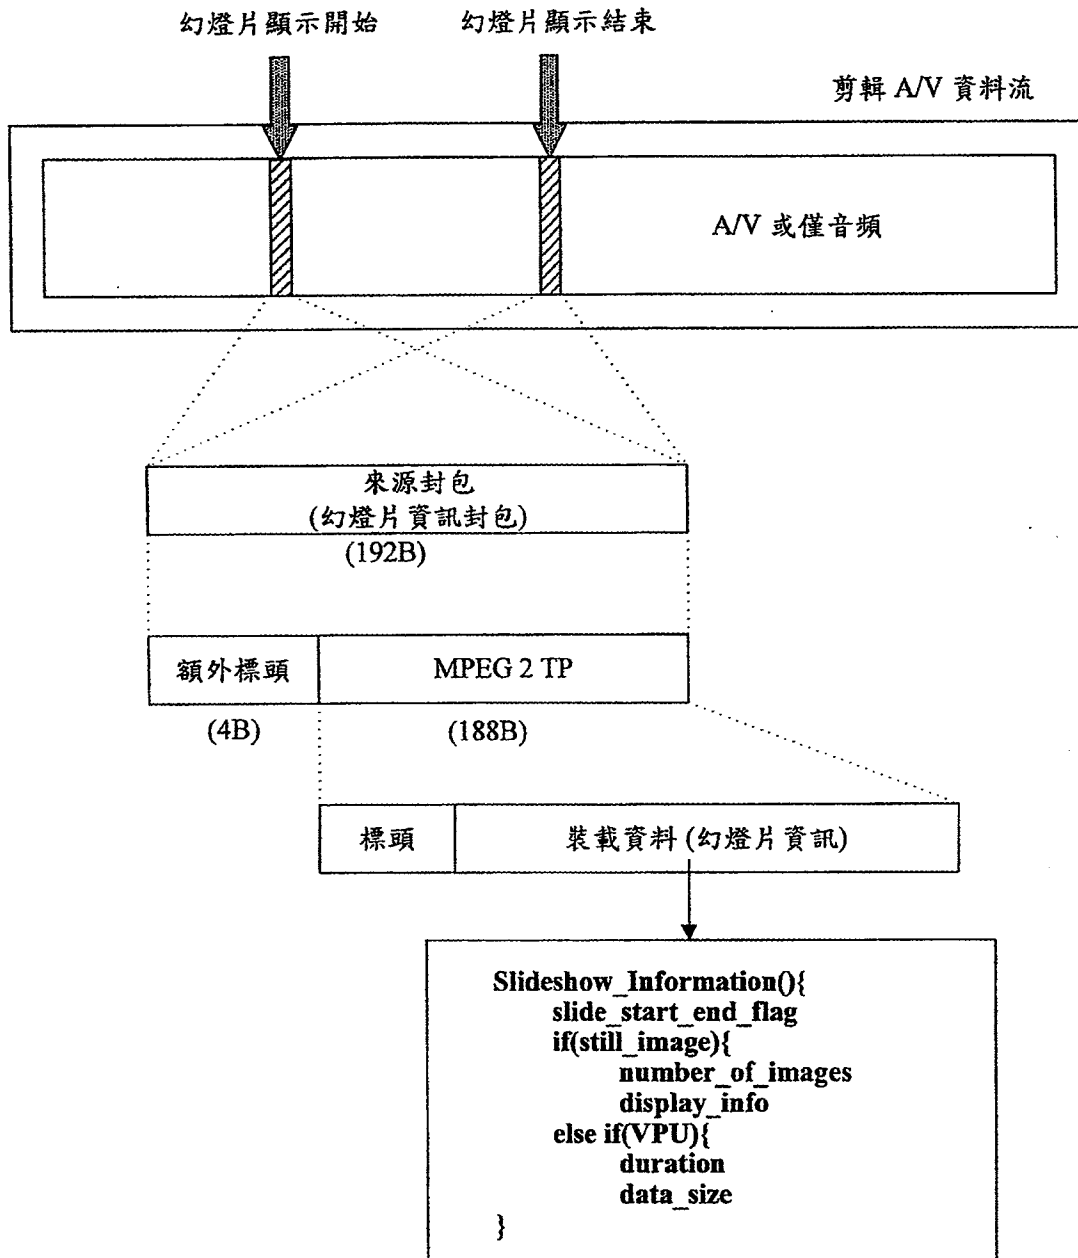 幻燈片顯示開始
幻燈片顯示結束
剪輯 A/V 資料流
A/V 或僅音頻
來源封包
(幻燈片資訊封包)
(192B)
額外標頭
MPEG 2 TP
(4B)
(188B)
標頭
裝載資料 (幻燈片資訊)
Slideshow_Information(){
slide_start_end_flag
if(still_image){
number_of_images
display_info
else if(VPU){
duration
data_size
}